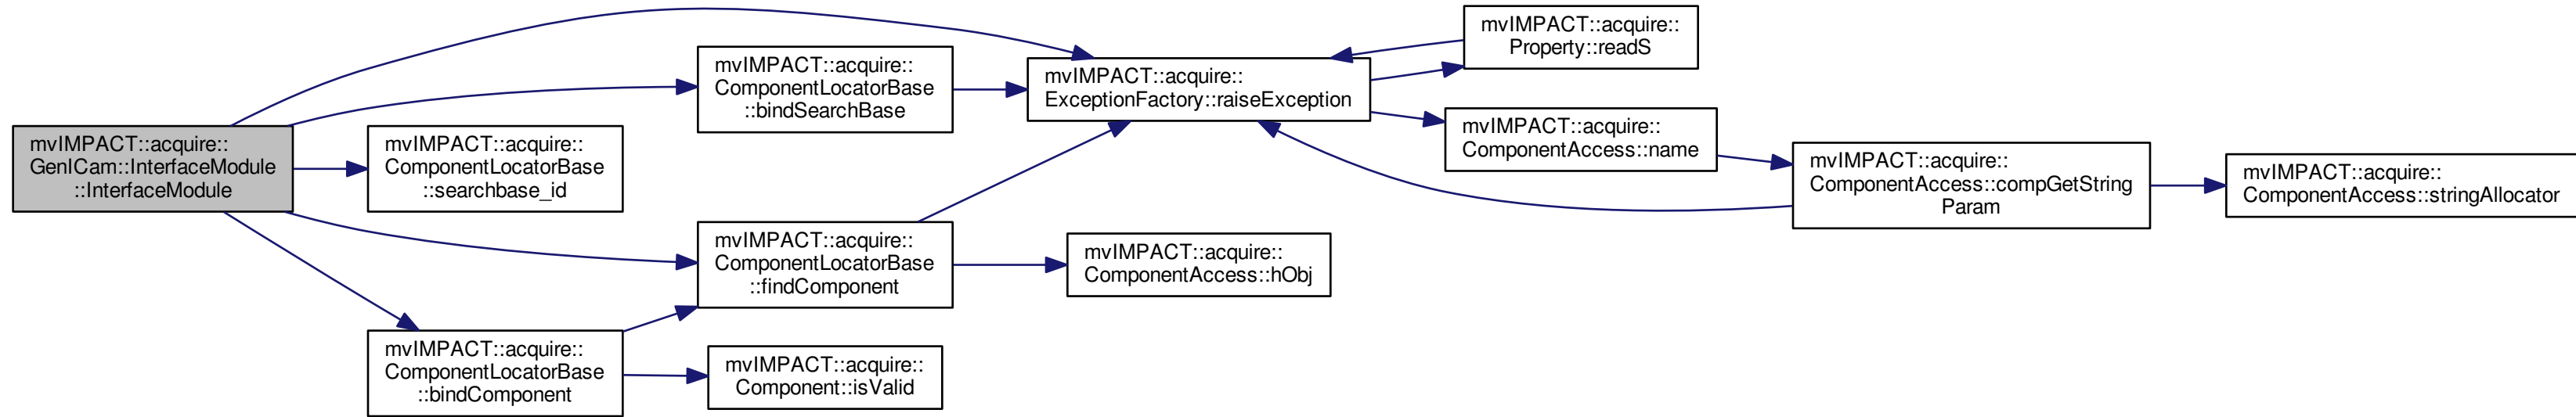 mvIMPACT::acquire::
GenICam::InterfaceModule
::InterfaceModule
mvIMPACT::acquire::
ComponentLocatorBase
::bindSearchBase
mvIMPACT::acquire::
ComponentLocatorBase
::searchbase_id
mvIMPACT::acquire::
ComponentLocatorBase
::findComponent
mvIMPACT::acquire::
ComponentLocatorBase
::bindComponent
mvIMPACT::acquire::
Component::isValid
mvIMPACT::acquire::
ExceptionFactory::raiseException
mvIMPACT::acquire::
ComponentAccess::hObj
mvIMPACT::acquire::
Property::readS
mvIMPACT::acquire::
ComponentAccess::name
mvIMPACT::acquire::
ComponentAccess::compGetString
Param
mvIMPACT::acquire::
ComponentAccess::stringAllocator